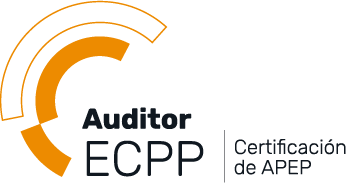 Auditor
ECPP
Certificación
de APEP